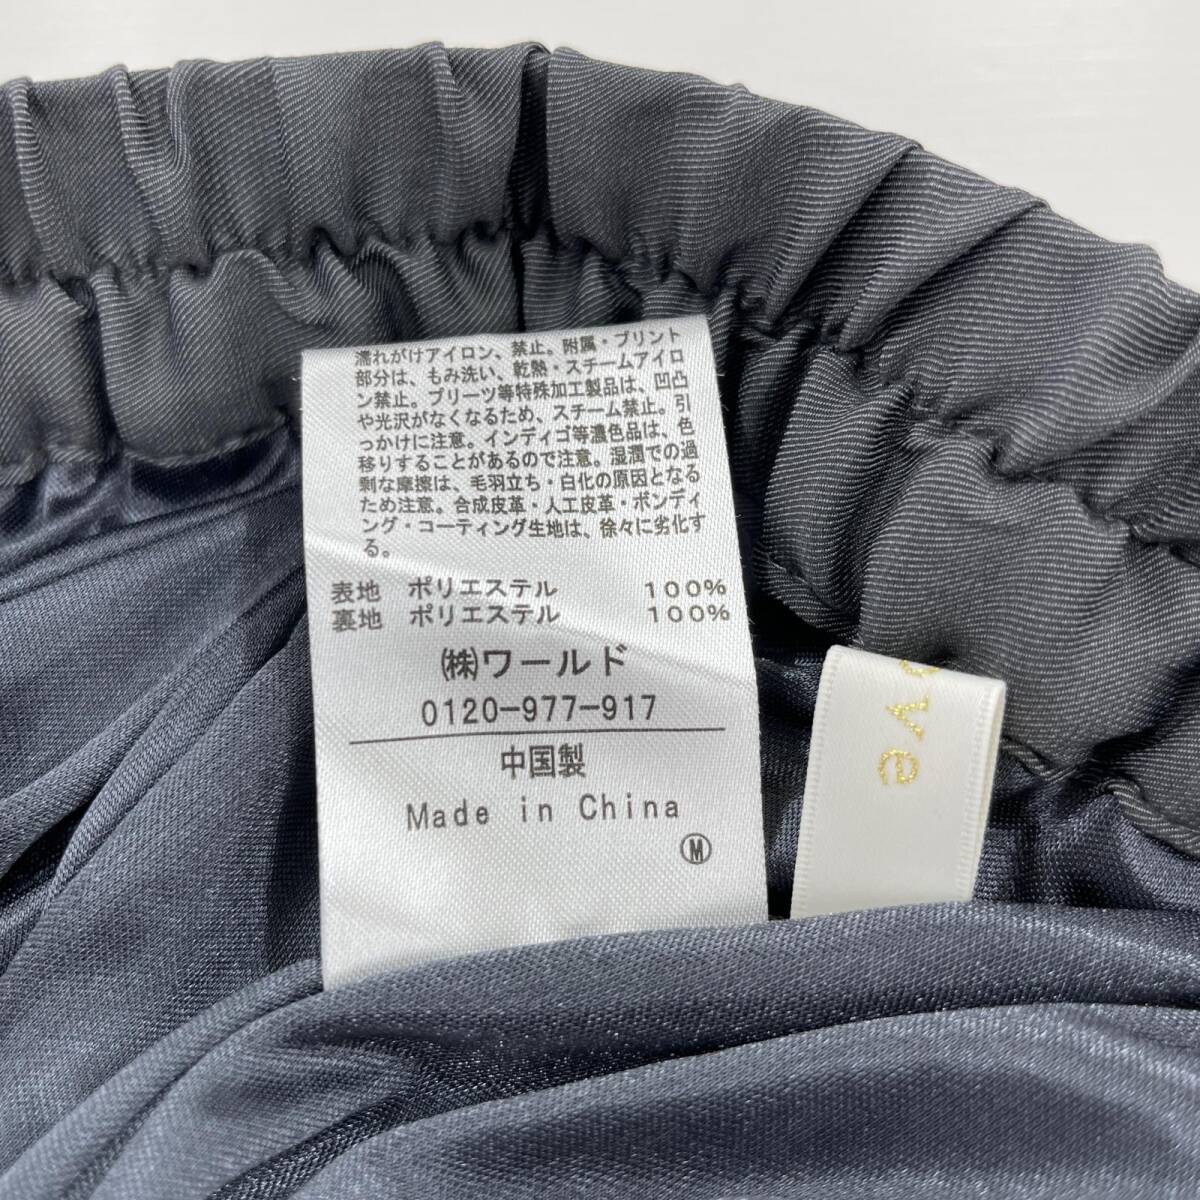 濡れがけアイロン、禁止。附属・プリント
部分は、もみ洗い、乾熱・スチームアイロ
ン禁止。プリーツ等特殊加工製品は、凹凸
や光沢がなくなるため、スチーム禁止。引
っかけに注意。インディゴ等濃色品は、色
移りすることがあるので注意。湿潤での過
剰な摩擦は、毛羽立ち・白化の原因となる
ため注意。合成皮革・人工皮革・ボンディ
ング・コーティング生地は、徐々に劣化す
る。
表地 ポリエステル 100%
裏地 ポリエステル 100%
㈱ワールド
0120-977-917
中国製
Made in China
Ⓜ
ove